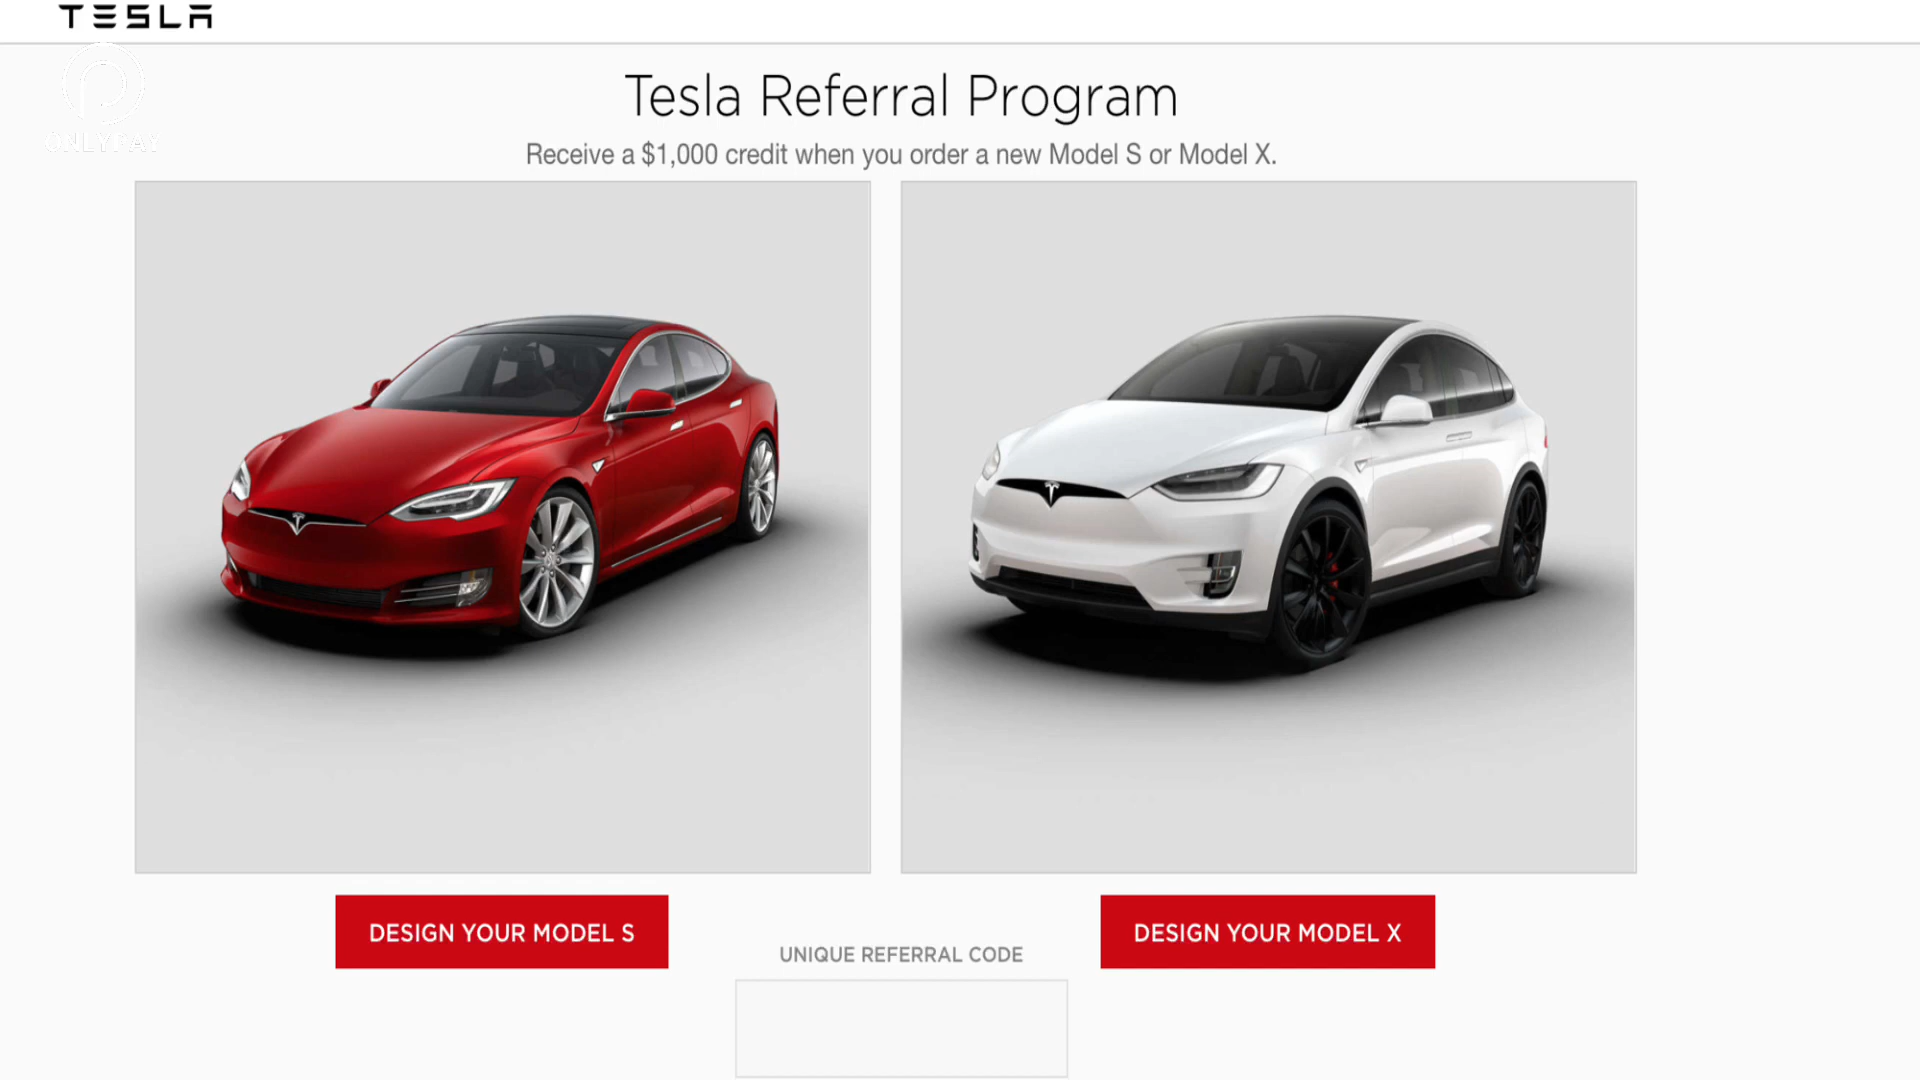 TESLA
ONLYPAY
Tesla Referral Program
Receive a $1,000 credit when you order a new Model S or Model X.
DESIGN YOUR MODEL S
DESIGN YOUR MODEL X
UNIQUE REFERRAL CODE